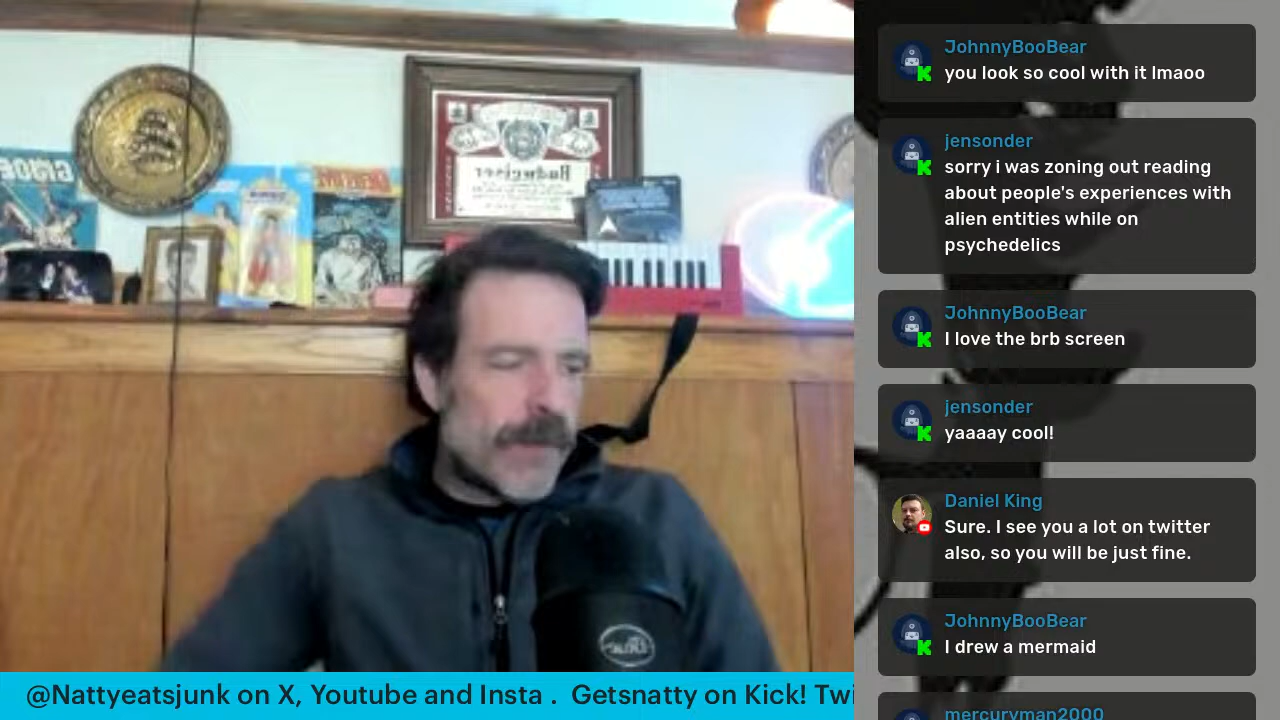 JohnnyBooBear
you look so cool with it lmaoo
jensonder
sorry i was zoning out reading
about people's experiences with
alien entities while on
psychedelics
JohnnyBooBear
I love the brb screen
jensonder
yaaaay cool!
Daniel King
Sure. I see you a lot on twitter
also, so you will be just fine.
JohnnyBooBear
I drew a mermaid
mercuryman2000
Budweiser
Blue
@Nattyeatsjunk on X, Youtube and Insta .  Getsnatty on Kick! Twi